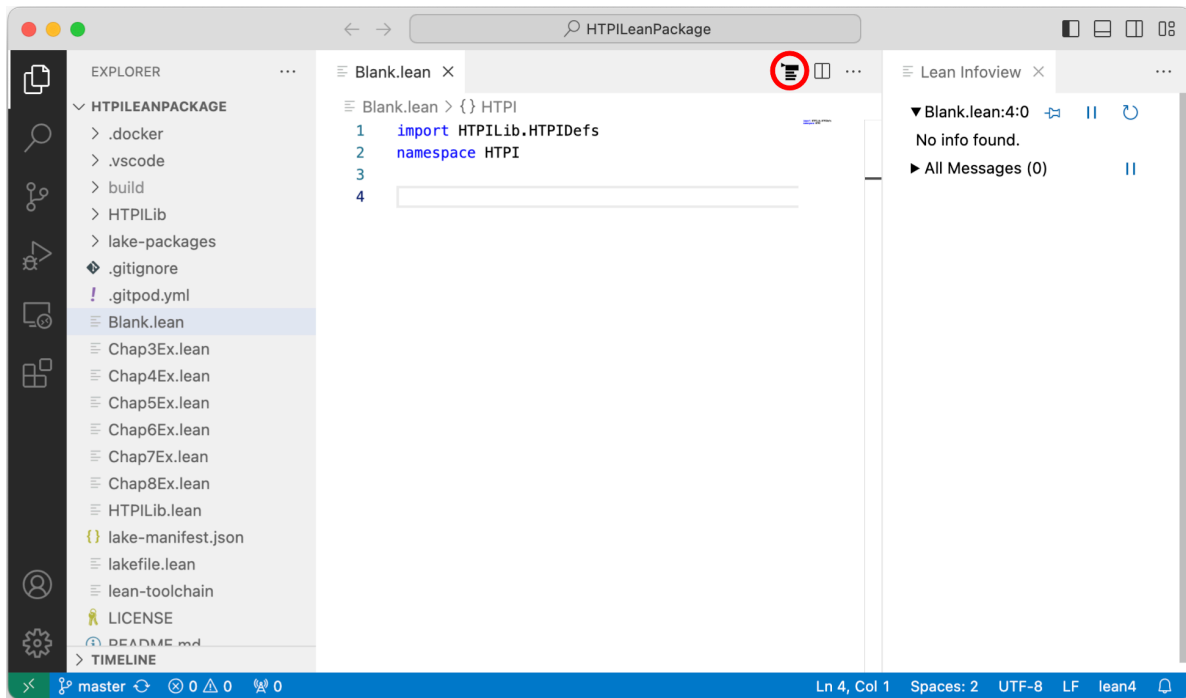 HTPILeanPackage
EXPLORER
HTPILEANPACKAGE
.docker
.vscode
build
HTPILib
lake-packages
.gitignore
.gitpod.yml
Blank.lean
Chap3Ex.lean
Chap4Ex.lean
Chap5Ex.lean
Chap6Ex.lean
Chap7Ex.lean
Chap8Ex.lean
HTPILib.lean
{} lake-manifest.json
lakefile.lean
lean-toolchain
LICENSE
README.md
TIMELINE
Blank.lean
Blank.lean > {} HTPI
1 import HTPILib.HTPIDefs
2 namespace HTPI
3
4
Lean Infoview
Blank.lean:4:0
No info found.
All Messages (0)
master 0 0 0 Ln 4, Col 1 Spaces: 2 UTF-8 LF lean4